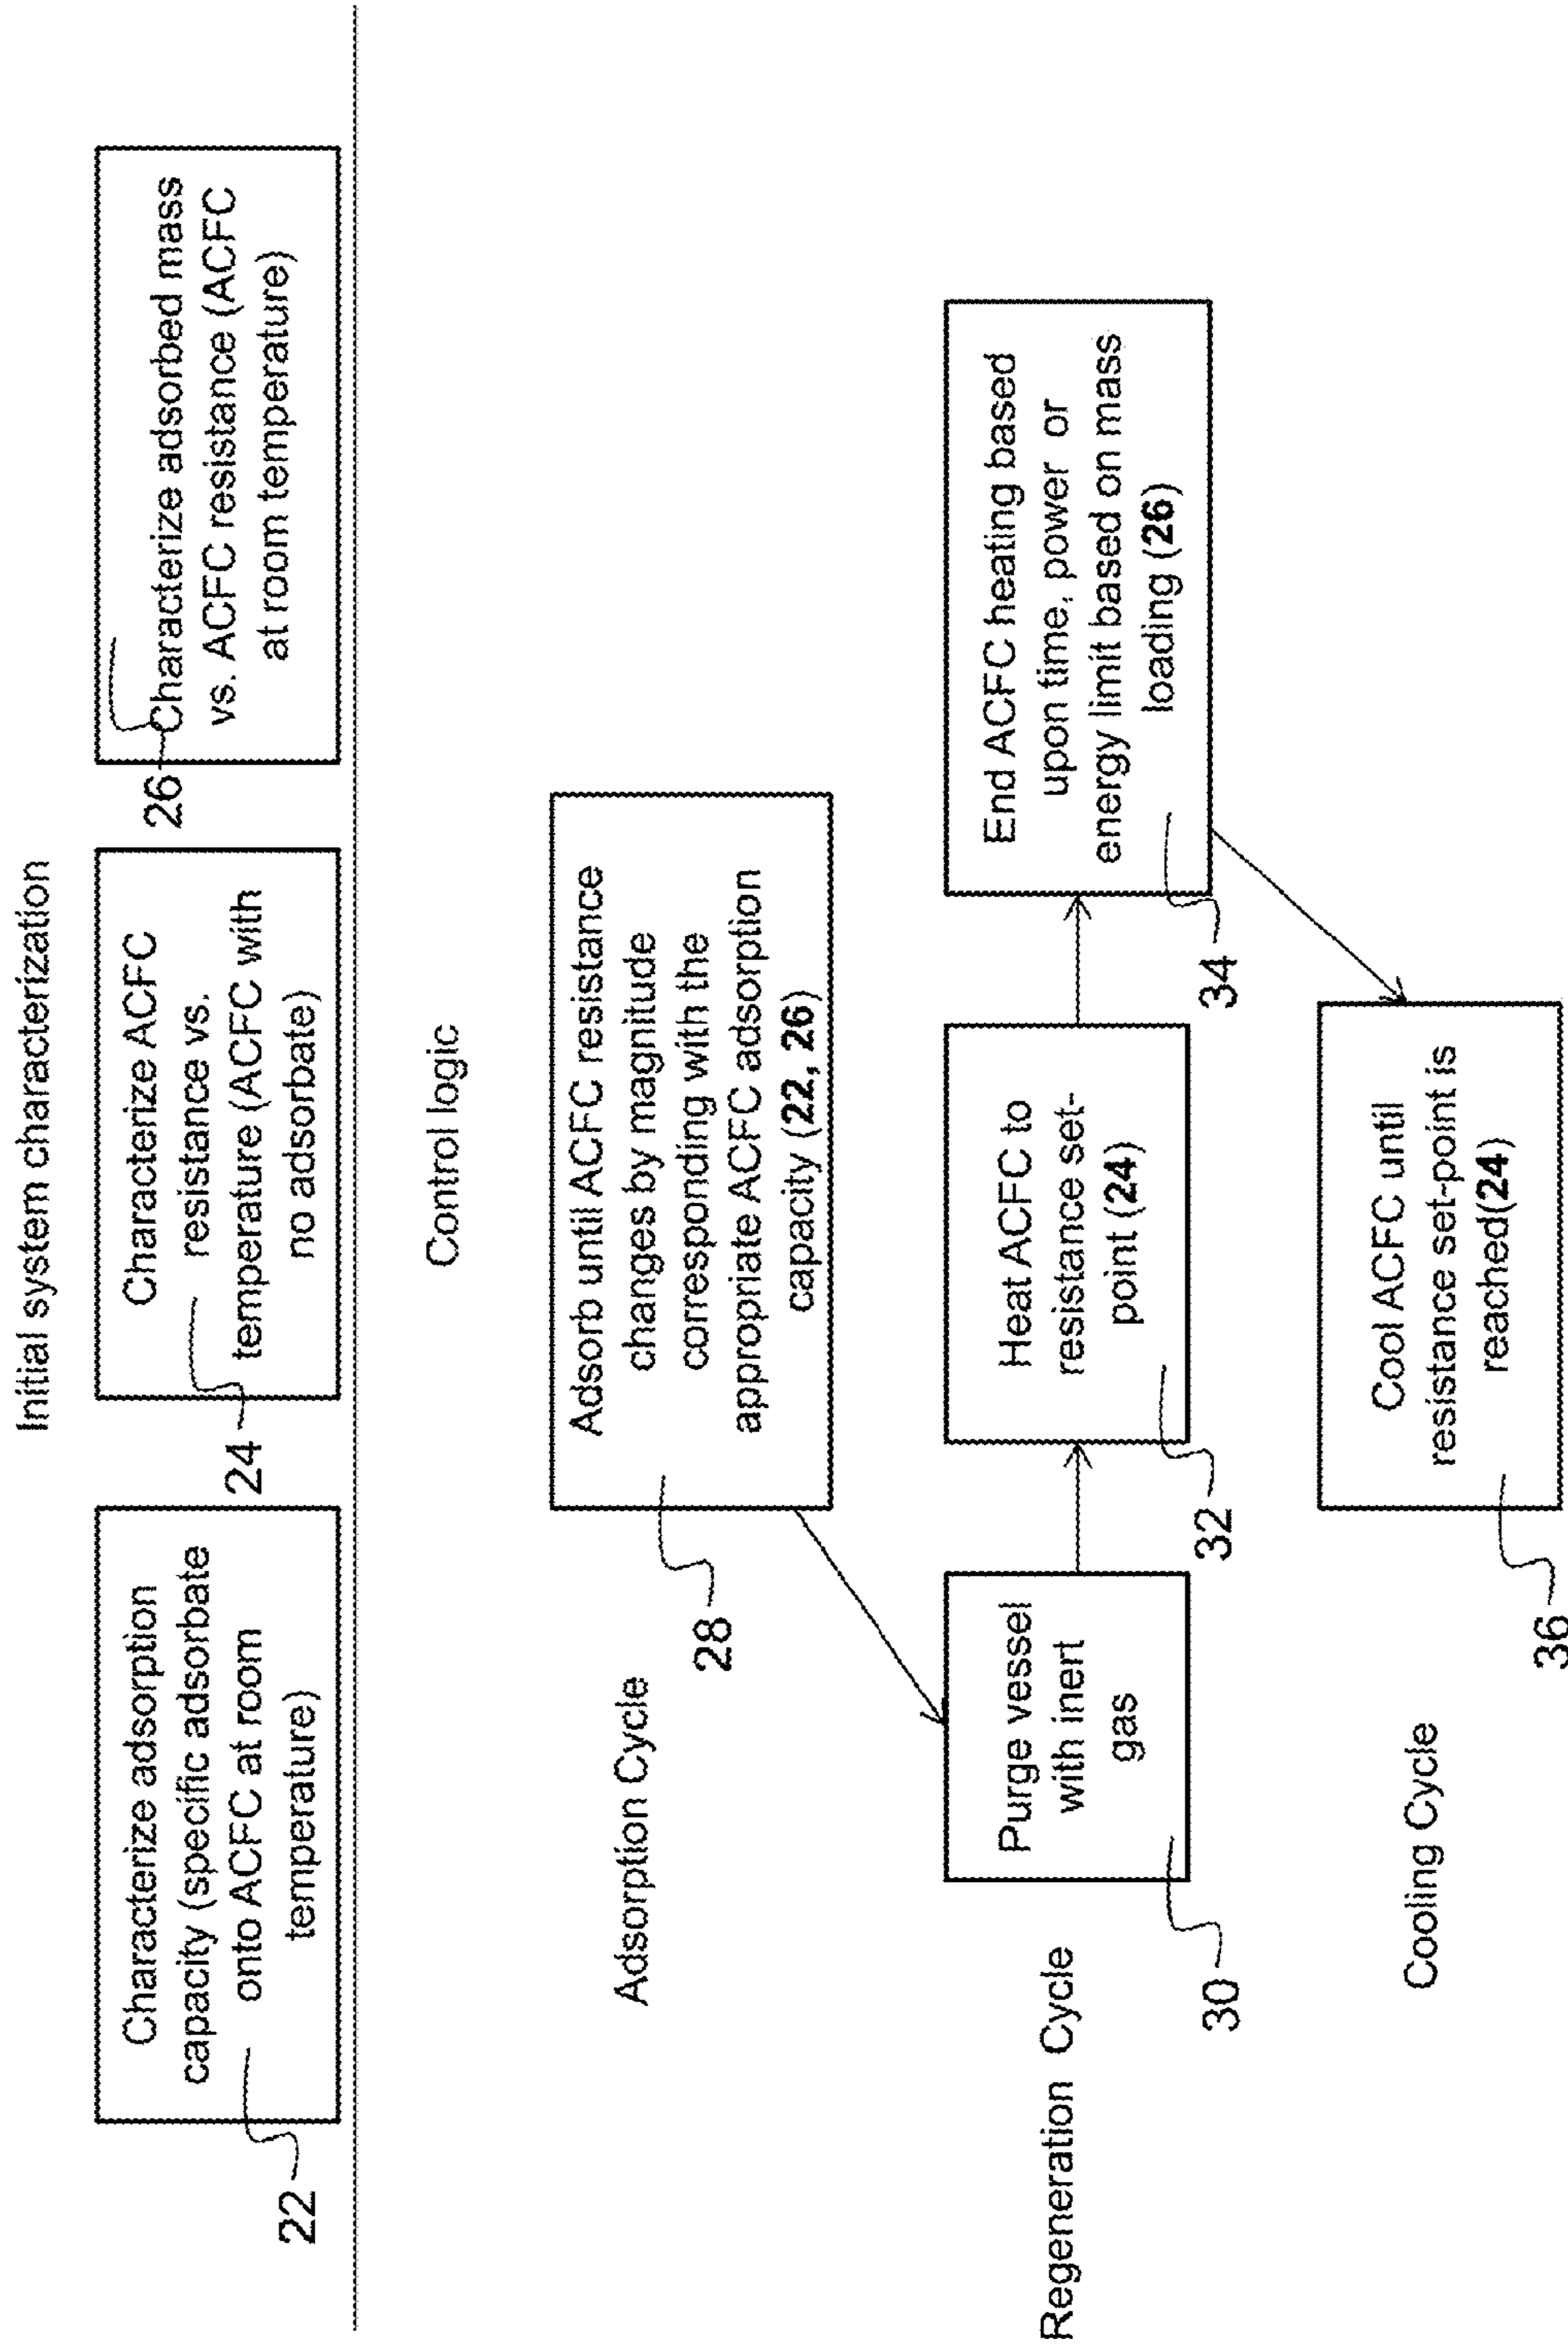 Initial system characterization
Characterize adsorption
capacity (specific adsorbate
onto ACFC at room
temperature)
22
Characterize ACFC
resistance vs.
temperature (ACFC with
no adsorbate)
24
Characterize adsorbed mass
vs. ACFC resistance (ACFC
at room temperature)
26
Control logic
Adsorption Cycle
Adsorb until ACFC resistance
changes by magnitude
corresponding with the
appropriate ACFC adsorption
capacity (22, 26)
28
Regeneration Cycle
Purge vessel
with inert
gas
30
Heat ACFC to
resistance set-
point (24)
32
End ACFC heating based
upon time, power or
energy limit based on mass
loading (26)
34
Cooling Cycle
Cool ACFC until
resistance set-point is
reached(24)
36